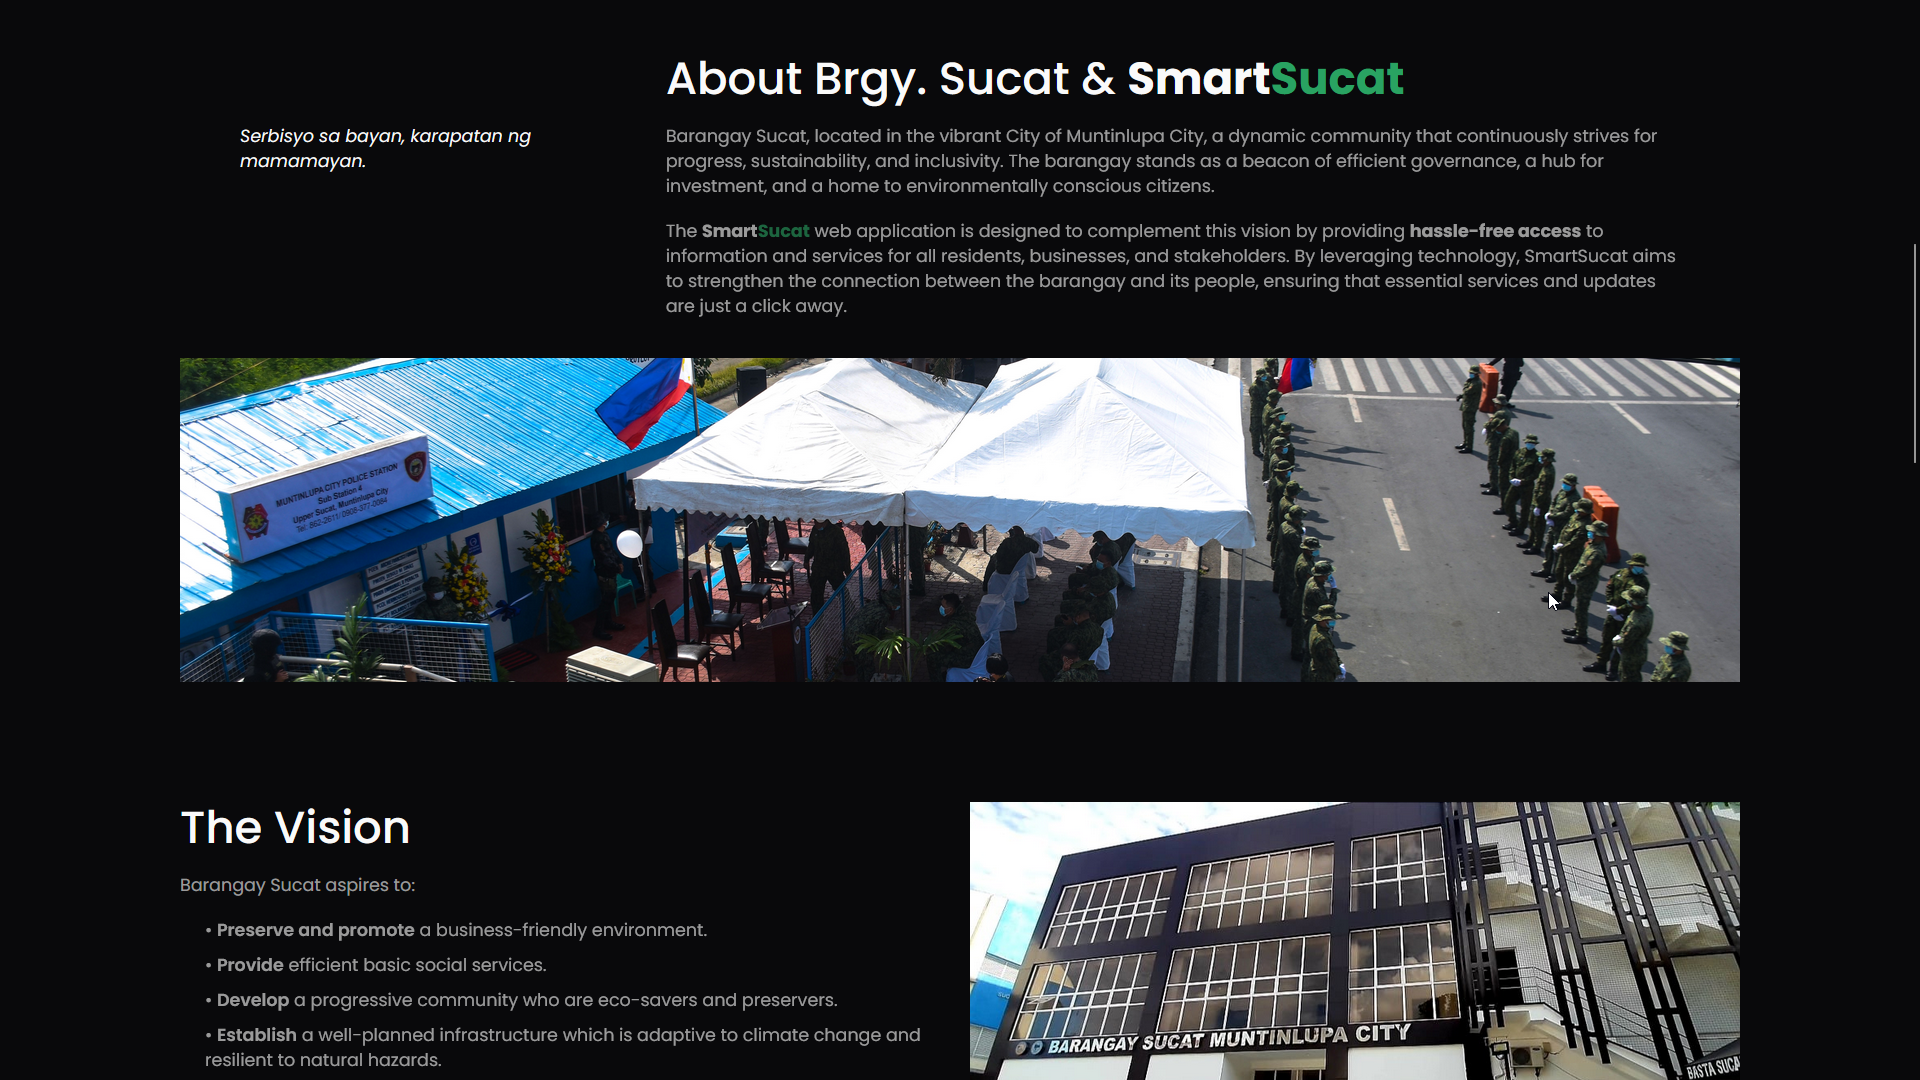 About Brgy. Sucat & SmartSucat
Serbisyo sa bayan, karapatan ng
mamamayan.
Barangay Sucat, located in the vibrant City of Muntinlupa City, a dynamic community that continuously strives for
progress, sustainability, and inclusivity. The barangay stands as a beacon of efficient governance, a hub for
investment, and a home to environmentally conscious citizens.
The SmartSucat web application is designed to complement this vision by providing hassle-free access to
information and services for all residents, businesses, and stakeholders. By leveraging technology, SmartSucat aims
to strengthen the connection between the barangay and its people, ensuring that essential services and updates
are just a click away.
MUNTINLUPA CITY POLICE STATION
Sub Station 4
Upper Sucat, Muntinlupa City
The Vision
Barangay Sucat aspires to:
• Preserve and promote a business-friendly environment.
• Provide efficient basic social services.
• Develop a progressive community who are eco-savers and preservers.
• Establish a well-planned infrastructure which is adaptive to climate change and
resilient to natural hazards.
BARANGAY SUCAT MUNTINLUPA CITY
BASTA SUCA